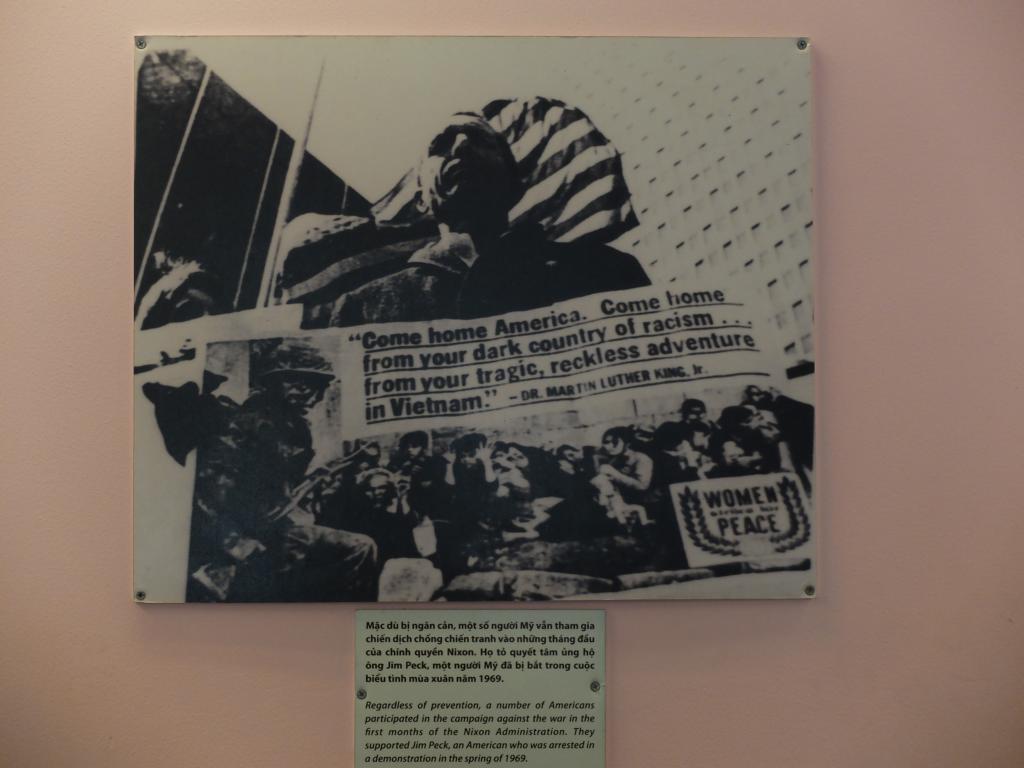 "Come home America. Come home
from your dark country of racism . . .
from your tragic, reckless adventure
in Vietnam." – DR. MARTIN LUTHER KING, Jr.
WOMEN
PEACE
Mặc dù bị ngăn cản, một số người Mỹ vẫn tham gia
chiến dịch chống chiến tranh vào những tháng đầu
của chính quyền Nixon. Họ tỏ quyết tâm ủng hộ
ông Jim Peck, một người Mỹ đã bị bắt trong cuộc
biểu tình mùa xuân năm 1969.
Regardless of prevention, a number of Americans
participated in the campaign against the war in the
first months of the Nixon Administration. They
supported Jim Peck, an American who was arrested in
a demonstration in the spring of 1969.